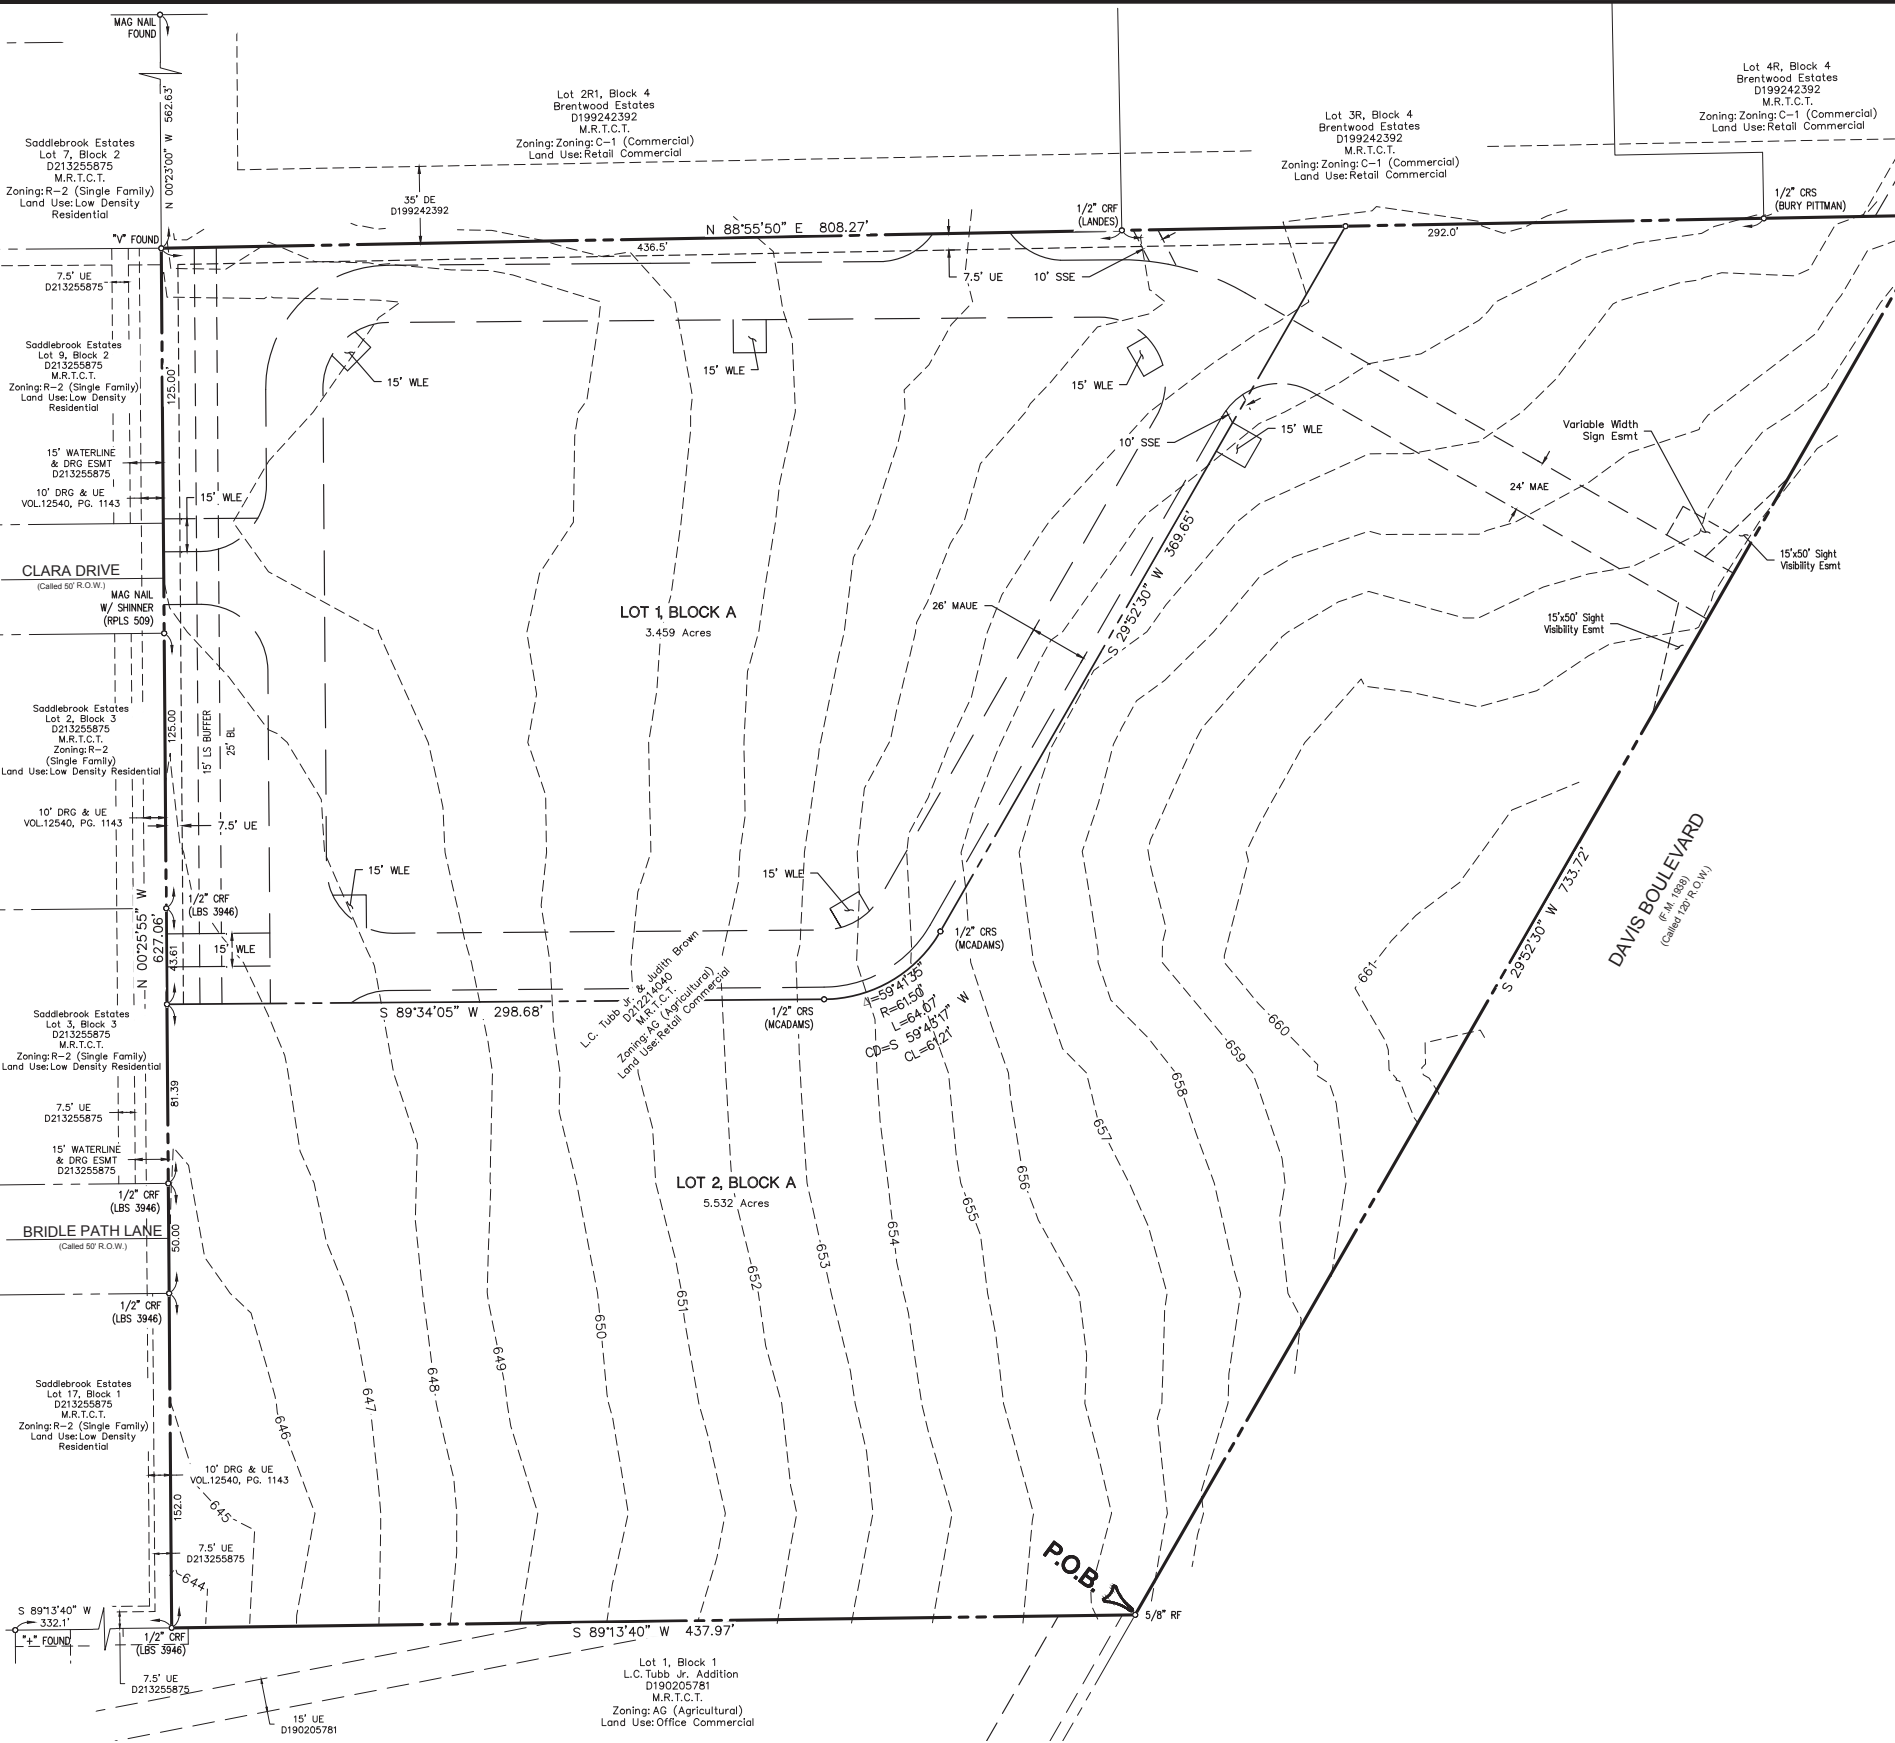 MAG NAIL
FOUND
N 00°23'00" W 562.63'
Saddlebrook Estates
Lot 7, Block 2
D213255875
M.R.T.C.T.
Zoning:R-2 (Single Family)
Land Use:Low Density
Residential
Lot 2R1, Block 4
Brentwood Estates
D199242392
M.R.T.C.T.
Zoning:Zoning:C-1 (Commercial)
Land Use:Retail Commercial
35' DE
D199242392
Lot 3R, Block 4
Brentwood Estates
D199242392
M.R.T.C.T.
Zoning:Zoning:C-1 (Commercial)
Land Use:Retail Commercial
Lot 4R, Block 4
Brentwood Estates
D199242392
M.R.T.C.T.
Zoning:Zoning:C-1 (Commercial)
Land Use:Retail Commercial
1/2" CRF
(LANDES)
1/2" CRS
(BURY PITTMAN)
"V" FOUND
N 88°55'50" E 808.27'
436.5'
292.0'
7.5' UE
D213255875
7.5' UE
10' SSE
Saddlebrook Estates
Lot 9, Block 2
D213255875
M.R.T.C.T.
Zoning:R-2 (Single Family)
Land Use:Low Density
Residential
125.00'
15' WLE
15' WLE
15' WLE
10' SSE
15' WLE
Variable Width
Sign Esmt
24' MAE
15' WATERLINE
& DRG ESMT
D213255875
10' DRG & UE
VOL.12540, PG. 1143
15' WLE
15'x50' Sight
Visibility Esmt
15'x50' Sight
Visibility Esmt
CLARA DRIVE
(Called 50' R.O.W.)
MAG NAIL
W/ SHINNER
(RPLS 509)
LOT 1, BLOCK A
3.459 Acres
26' MAUE
S 29°52'30" W 369.65'
Saddlebrook Estates
Lot 2, Block 3
D213255875
M.R.T.C.T.
Zoning:R-2
(Single Family)
Land Use:Low Density Residential
125.00
15' LS BUFFER
25' BL
10' DRG & UE
VOL.12540, PG. 1143
7.5' UE
15' WLE
15' WLE
1/2" CRF
(LBS 3946)
N 00°25'55" W
627.06'
43.61
15' WLE
1/2" CRS
(MCADAMS)
S 89°34'05" W 298.68'
L.C. Tubb Jr. & Judith Brown
D212214040
M.R.T.C.T.
Zoning:AG (Agricultural)
Land Use:Retail Commercial
1/2" CRS
(MCADAMS)
Δ=59°41'35"
R=61.50'
L=64.07'
CD=S 59°43'17" W
CL=61.21'
DAVIS BOULEVARD
(F.M. 1938)
(Called 120' R.O.W.)
S 29°52'30" W 733.72'
Saddlebrook Estates
Lot 3, Block 3
D213255875
M.R.T.C.T.
Zoning:R-2 (Single Family)
Land Use:Low Density Residential
81.39
7.5' UE
D213255875
15' WATERLINE
& DRG ESMT
D213255875
1/2" CRF
(LBS 3946)
BRIDLE PATH LANE
(Called 50' R.O.W.)
50.00
1/2" CRF
(LBS 3946)
LOT 2, BLOCK A
5.532 Acres
661
660
659
658
657
656
655
654
653
652
651
650
649
648
647
646
645
644
Saddlebrook Estates
Lot 17, Block 1
D213255875
M.R.T.C.T.
Zoning:R-2 (Single Family)
Land Use:Low Density
Residential
10' DRG & UE
VOL.12540, PG. 1143
152.0
7.5' UE
D213255875
P.O.B.
5/8" RF
S 89°13'40" W
332.1'
"+" FOUND
1/2" CRF
(LBS 3946)
S 89°13'40" W 437.97'
7.5' UE
D213255875
15' UE
D190205781
Lot 1, Block 1
L.C. Tubb Jr. Addition
D190205781
M.R.T.C.T.
Zoning:AG (Agricultural)
Land Use:Office Commercial